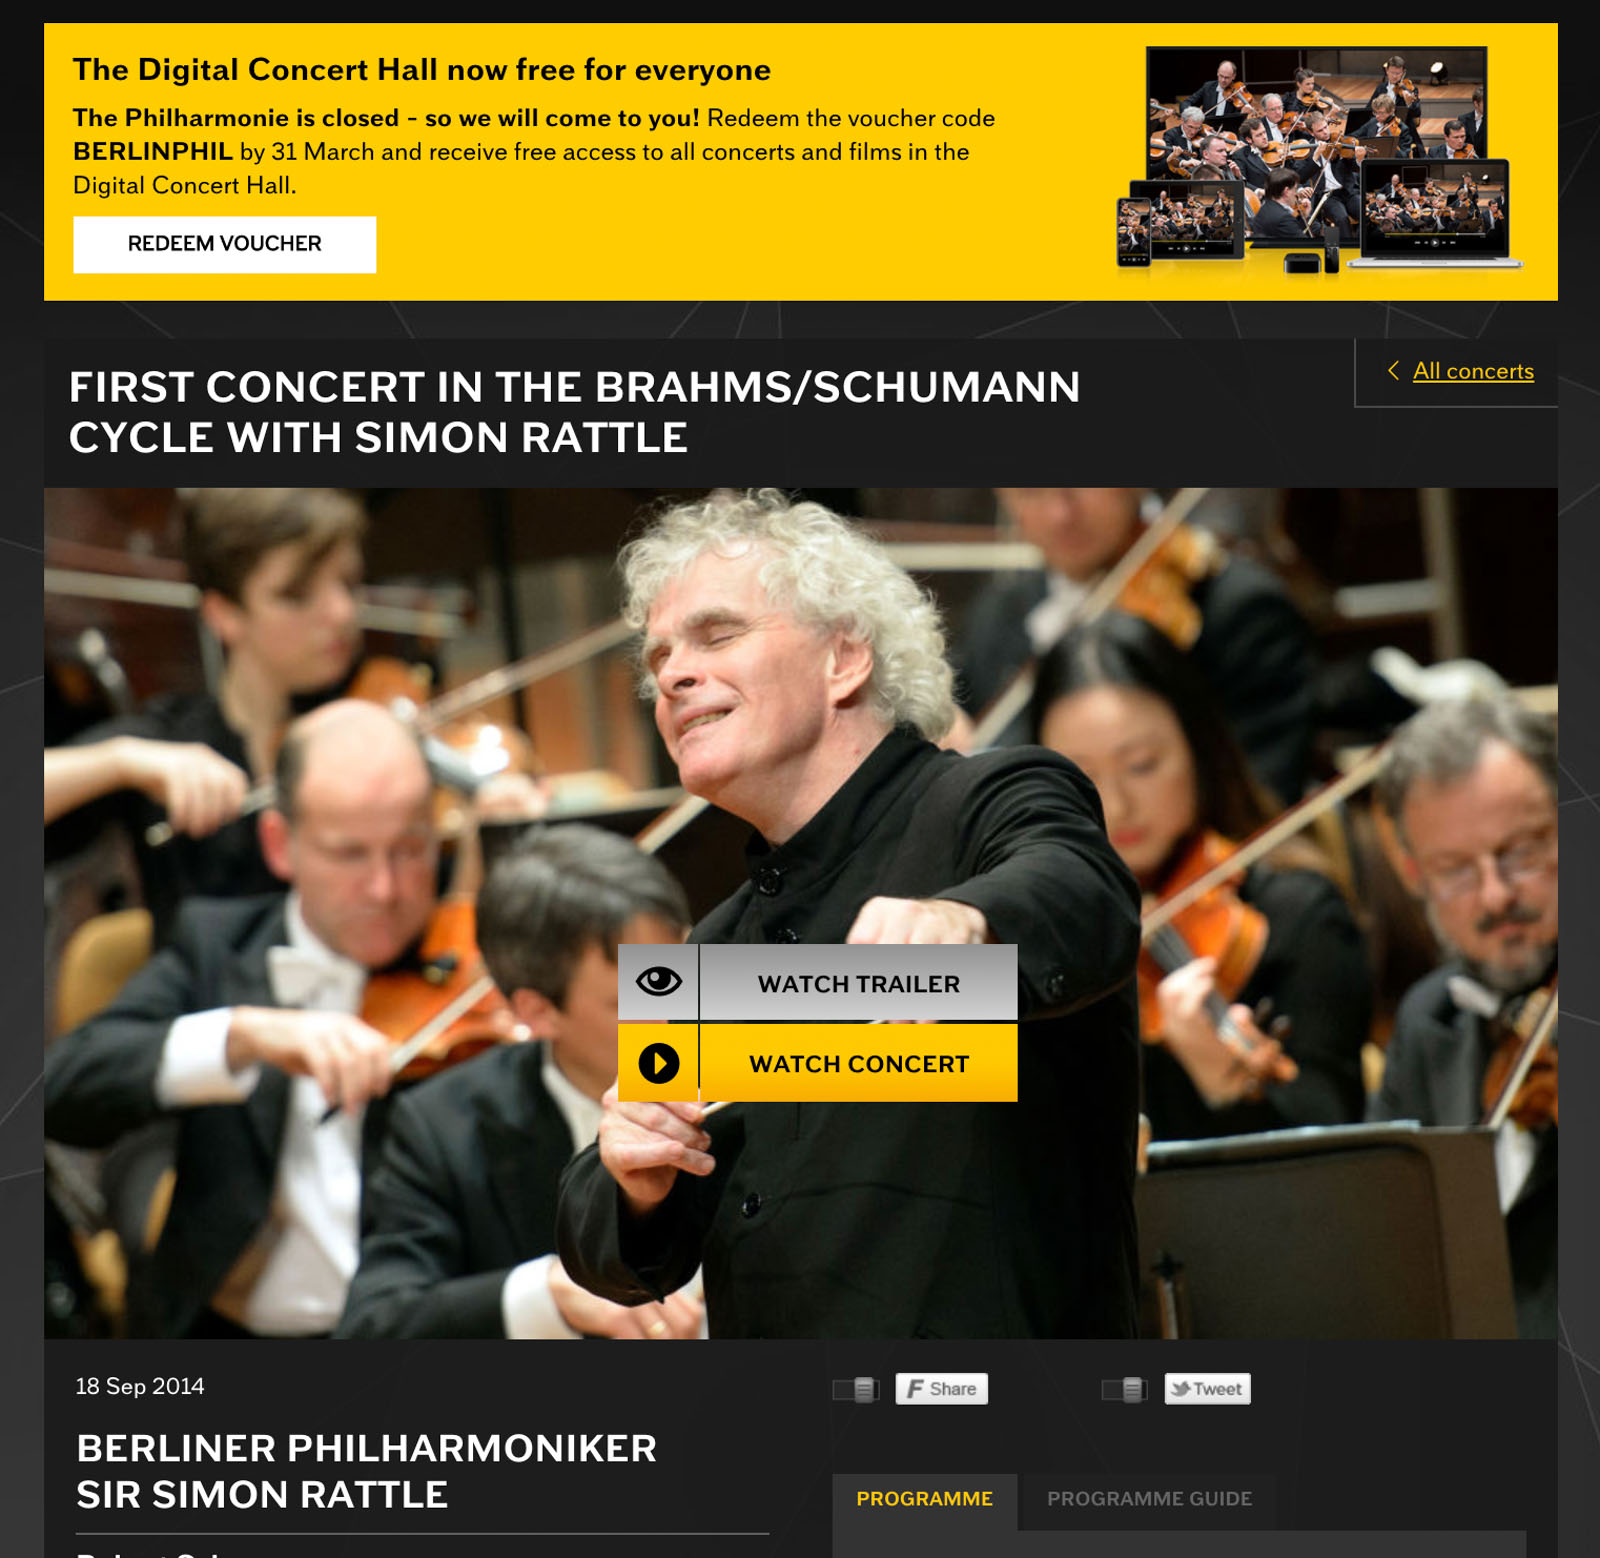 The Digital Concert Hall now free for everyone
The Philharmonie is closed - so we will come to you! Redeem the voucher code
BERLINPHIL by 31 March and receive free access to all concerts and films in the
Digital Concert Hall.
REDEEM VOUCHER
FIRST CONCERT IN THE BRAHMS/SCHUMANN
CYCLE WITH SIMON RATTLE
All concerts
WATCH TRAILER
WATCH CONCERT
18 Sep 2014
Share
Tweet
BERLINER PHILHARMONIKER
SIR SIMON RATTLE
PROGRAMME
PROGRAMME GUIDE